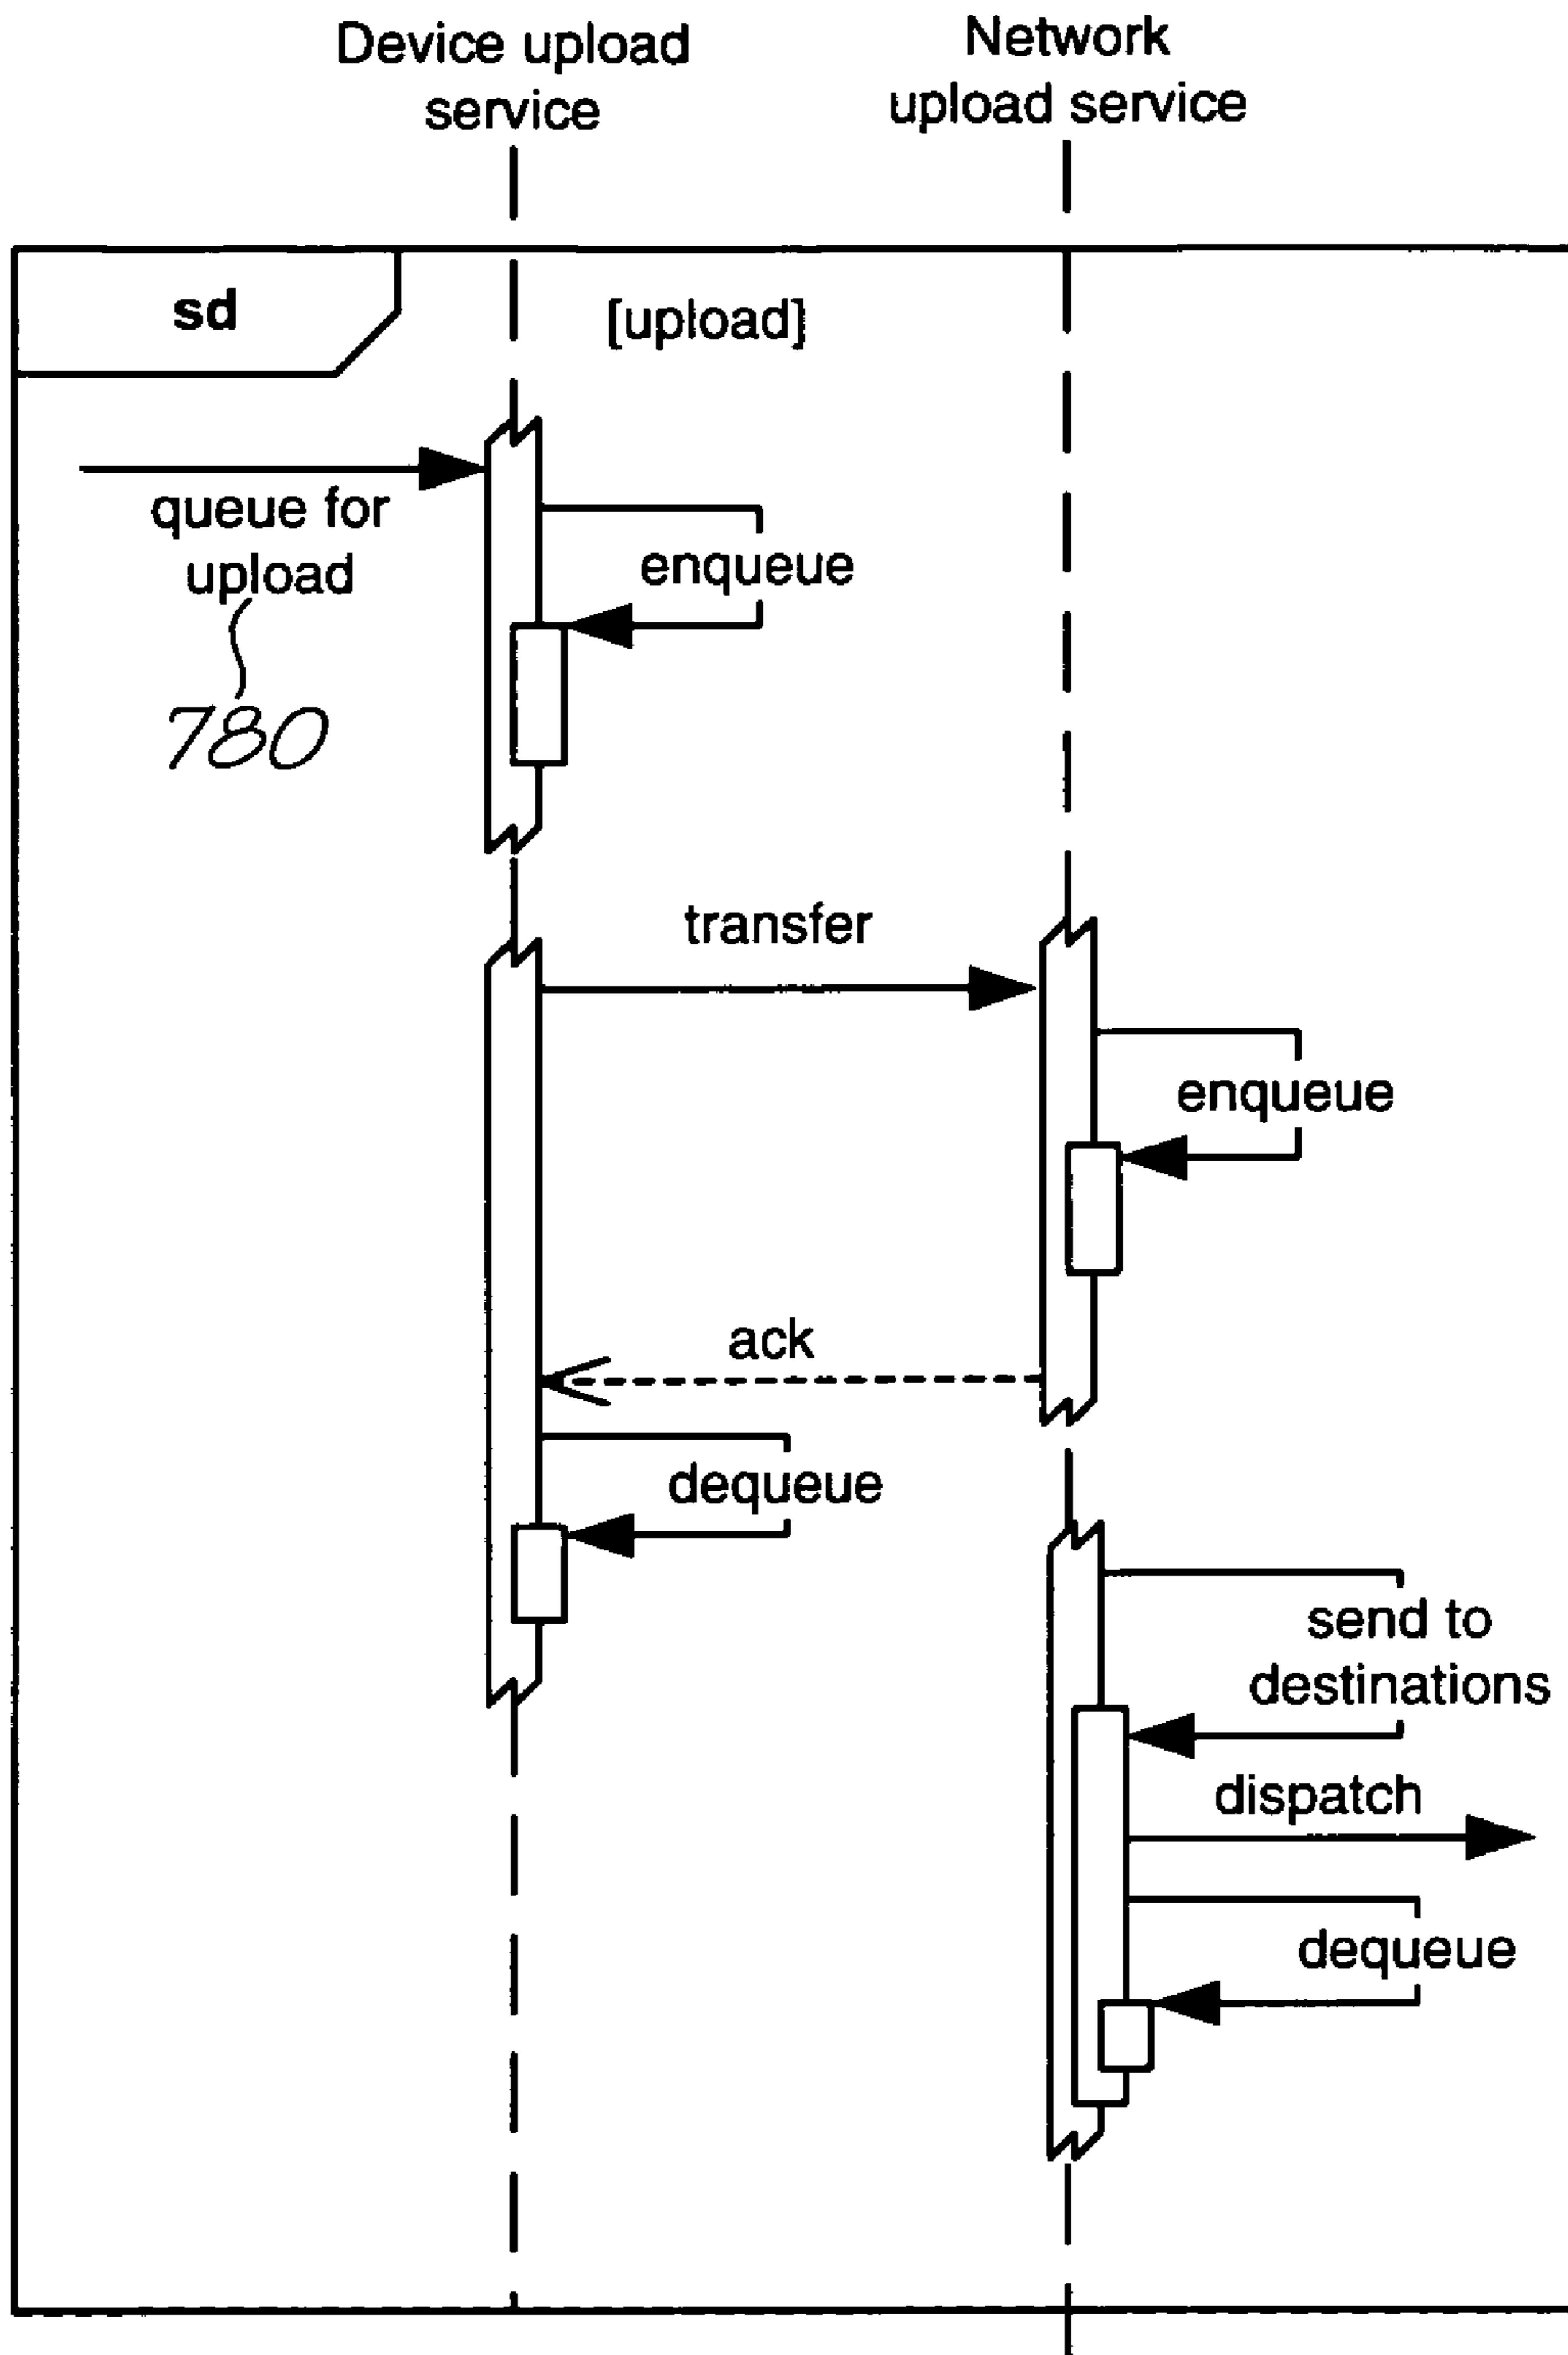 Device upload
service
Network
upload service
sd
[upload]
queue for
upload
780
enqueue
transfer
enqueue
ack
dequeue
send to
destinations
dispatch
dequeue